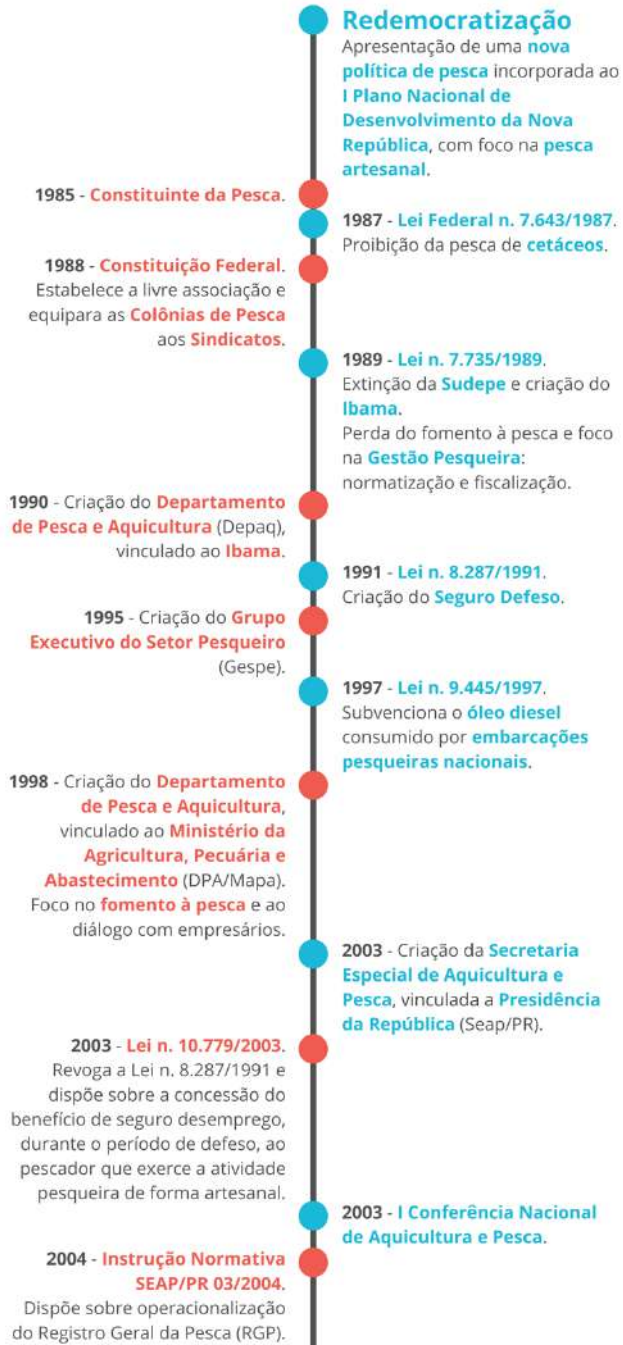 Redemocratização
Apresentação de uma nova
política de pesca incorporada ao
I Plano Nacional de
Desenvolvimento da Nova
República, com foco na pesca
artesanal.
1985 - Constituinte da Pesca.
1987 - Lei Federal n. 7.643/1987.
Proibição da pesca de cetáceos.
1988 - Constituição Federal.
Estabelece a livre associação e
equipara as Colônias de Pesca
aos Sindicatos.
1989 - Lei n. 7.735/1989.
Extinção da Sudepe e criação do
Ibama.
Perda do fomento à pesca e foco
na Gestão Pesqueira:
normatização e fiscalização.
1990 - Criação do Departamento
de Pesca e Aquicultura (Depaq),
vinculado ao Ibama.
1991 - Lei n. 8.287/1991.
Criação do Seguro Defeso.
1995 - Criação do Grupo
Executivo do Setor Pesqueiro
(Gespe).
1997 - Lei n. 9.445/1997.
Subvenciona o óleo diesel
consumido por embarcações
pesqueiras nacionais.
1998 - Criação do Departamento
de Pesca e Aquicultura,
vinculado ao Ministério da
Agricultura, Pecuária e
Abastecimento (DPA/Mapa).
Foco no fomento à pesca e ao
diálogo com empresários.
2003 - Criação da Secretaria
Especial de Aquicultura e
Pesca, vinculada a Presidência
da República (Seap/PR).
2003 - Lei n. 10.779/2003.
Revoga a Lei n. 8.287/1991 e
dispõe sobre a concessão do
benefício de seguro desemprego,
durante o período de defeso, ao
pescador que exerce a atividade
pesqueira de forma artesanal.
2003 - I Conferência Nacional
de Aquicultura e Pesca.
2004 - Instrução Normativa
SEAP/PR 03/2004.
Dispõe sobre operacionalização
do Registro Geral da Pesca (RGP).